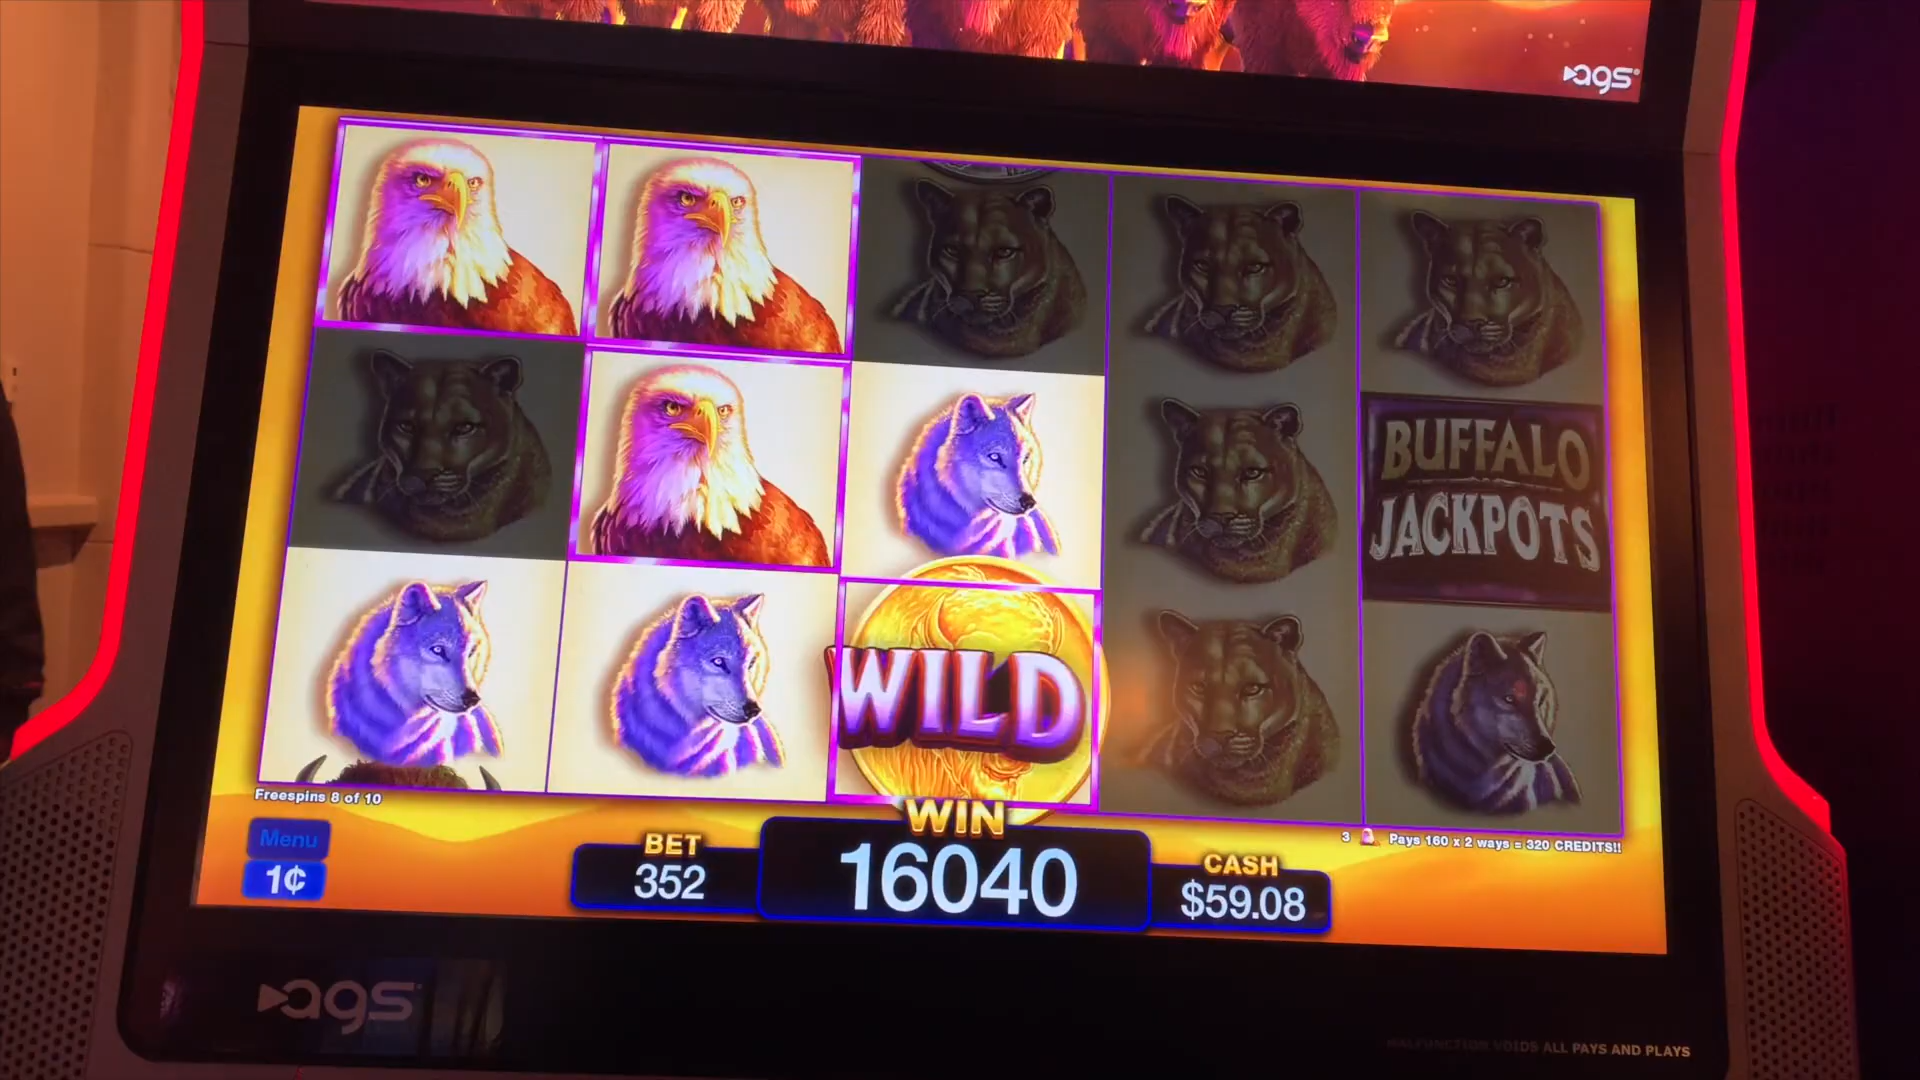 ags
BUFFALO
JACKPOTS
WILD
Freespins 8 of 10
WIN
3 Pays 160 x 2 ways = 320 CREDITS!!
Menu
1¢
BET
352
16040
CASH
$59.08
ags
MALFUNCTION VOIDS ALL PAYS AND PLAYS